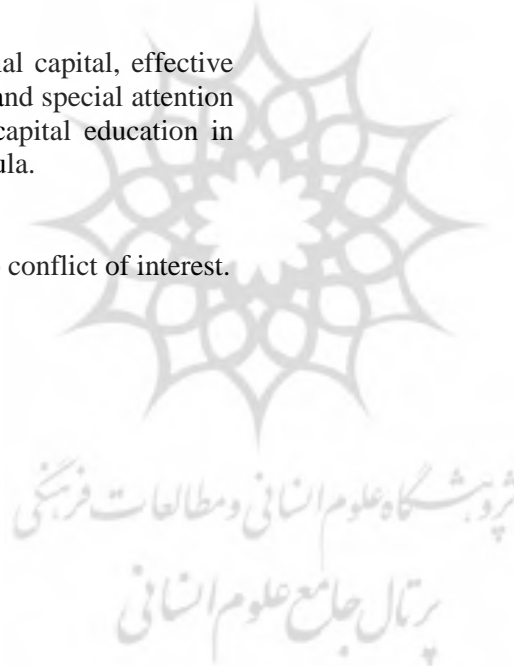 al capital, effective
and special attention
capital education in
ula.
conflict of interest.
پژوهشگاه علوم انسانی و مطالعات فرهنگی
پرتال جامع علوم انسانی